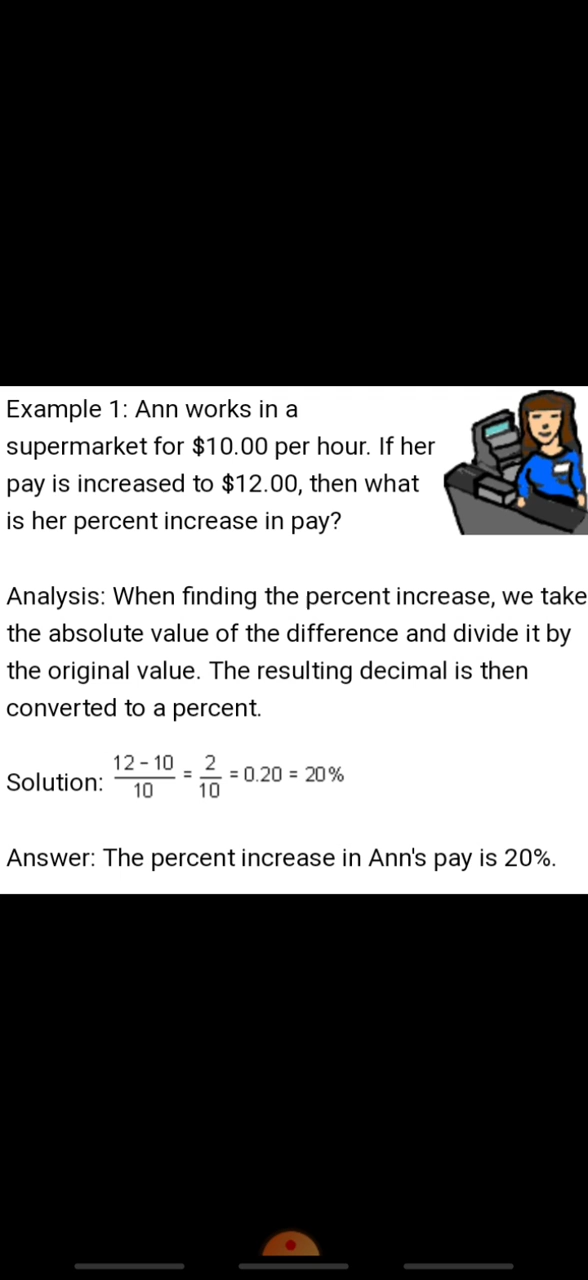 Example 1: Ann works in a
supermarket for $10.00 per hour. If her
pay is increased to $12.00, then what
is her percent increase in pay?
Analysis: When finding the percent increase, we take
the absolute value of the difference and divide it by
the original value. The resulting decimal is then
converted to a percent.
Solution: 12 - 10 / 10 = 2 / 10 = 0.20 = 20%
Answer: The percent increase in Ann's pay is 20%.